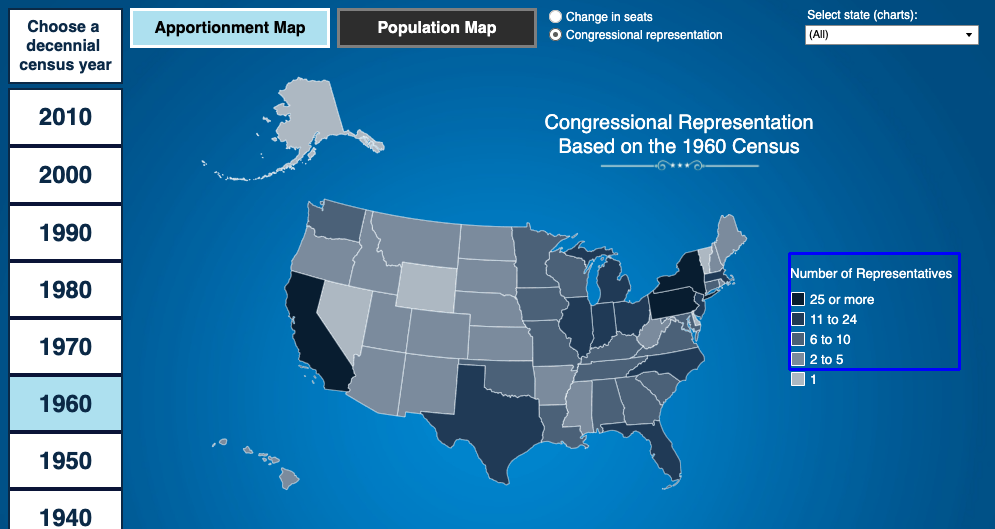 Choose a
decennial
census year
Apportionment Map
Population Map
Change in seats
Congressional representation
Select state (charts):
(All)
2010
2000
1990
1980
1970
1960
1950
1940
Congressional Representation
Based on the 1960 Census
Number of Representatives
25 or more
11 to 24
6 to 10
2 to 5
1